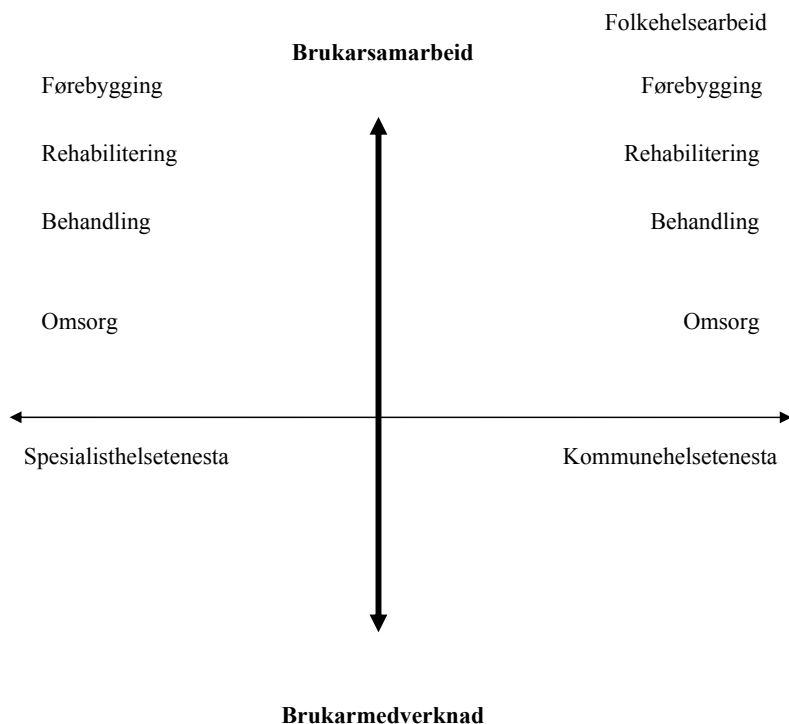 Folkehelsearbeid
Brukarsamarbeid
Førebygging Førebygging
Rehabilitering Rehabilitering
Behandling Behandling
Omsorg Omsorg
Spesialisthelsetenesta Kommunehelsetenesta
Brukarmedverknad